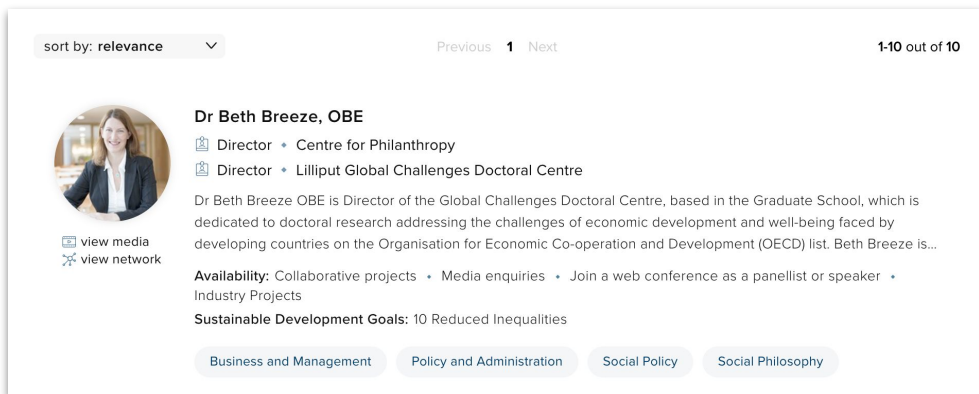 sort by: relevance
Previous 1 Next
1-10 out of 10
Dr Beth Breeze, OBE
Director • Centre for Philanthropy
Director • Lilliput Global Challenges Doctoral Centre
Dr Beth Breeze OBE is Director of the Global Challenges Doctoral Centre, based in the Graduate School, which is
dedicated to doctoral research addressing the challenges of economic development and well-being faced by
developing countries on the Organisation for Economic Co-operation and Development (OECD) list. Beth Breeze is...
view media
view network
Availability: Collaborative projects • Media enquiries • Join a web conference as a panellist or speaker •
Industry Projects
Sustainable Development Goals: 10 Reduced Inequalities
Business and Management
Policy and Administration
Social Policy
Social Philosophy